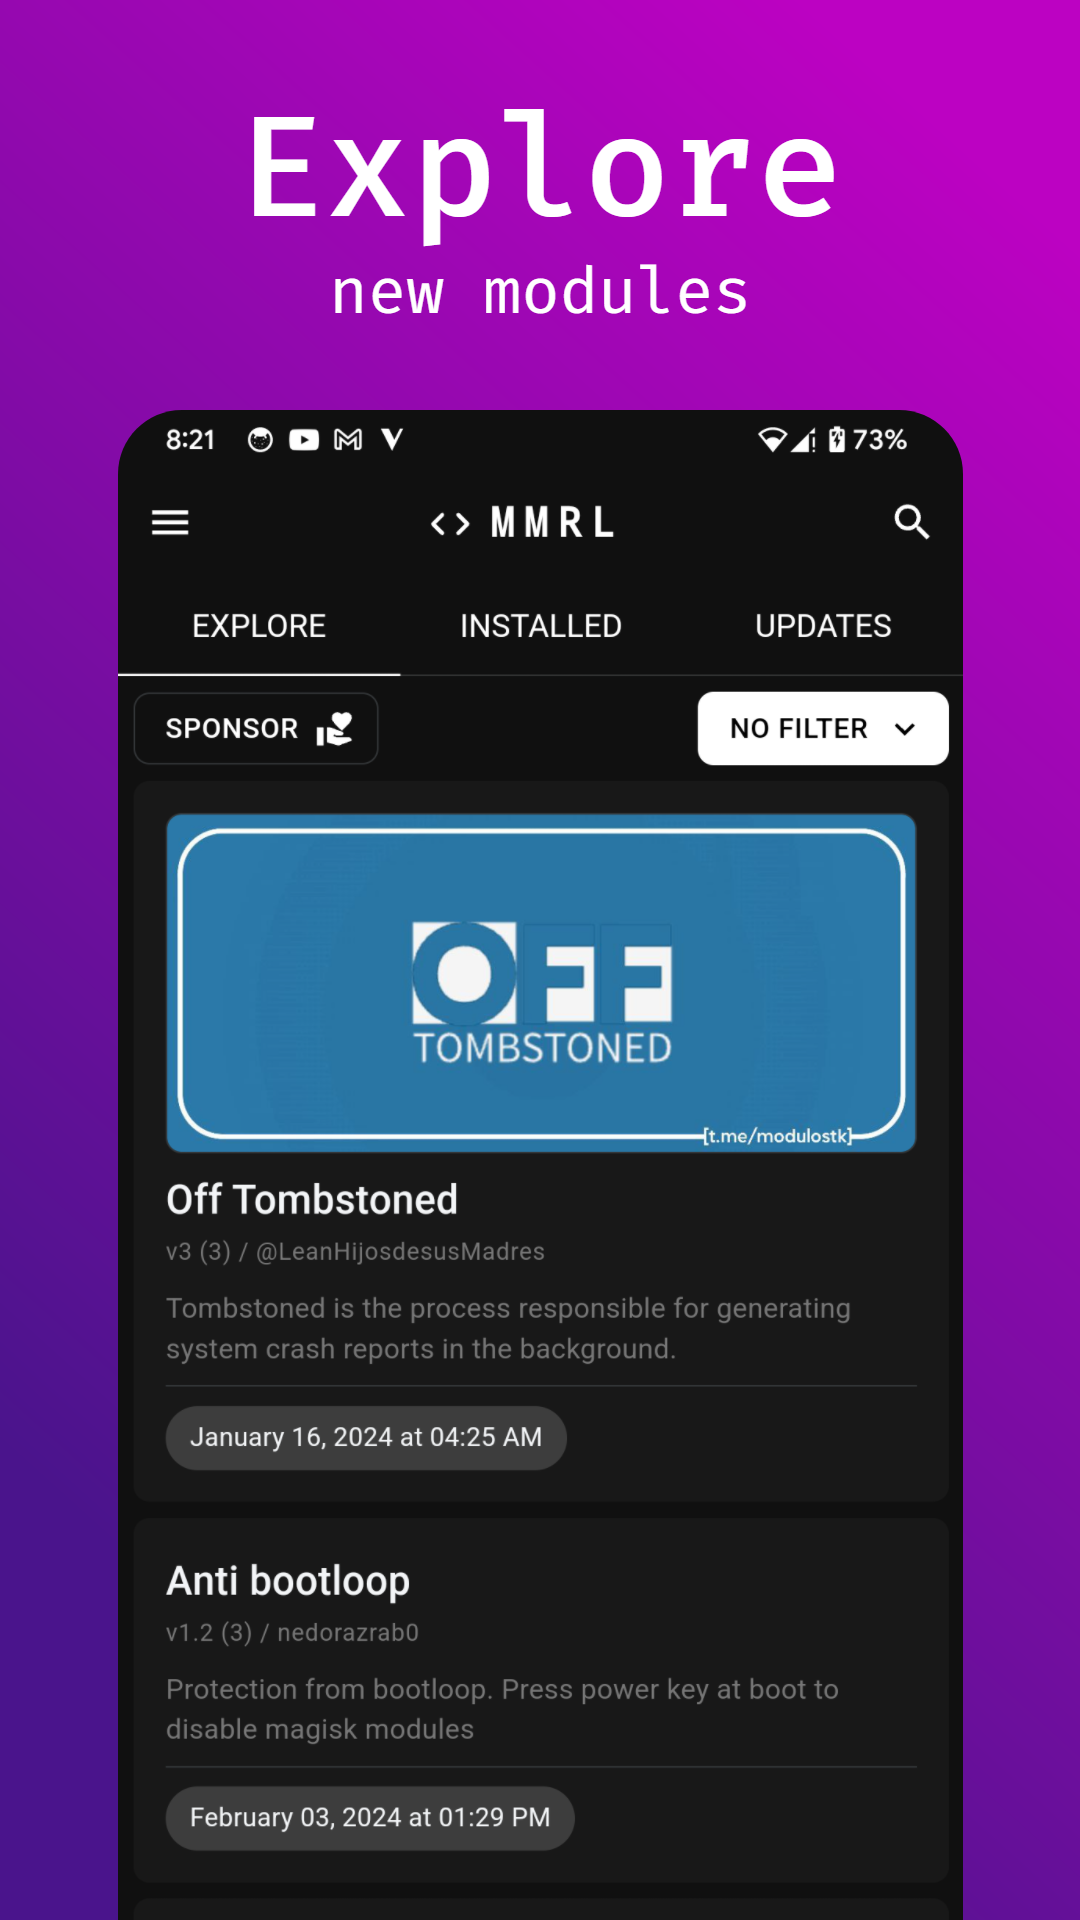 Explore
new modules
8:21
73%
<> MMRL
EXPLORE
INSTALLED
UPDATES
SPONSOR
NO FILTER
OFF
TOMBSTONED
[t.me/modulostk]
Off Tombstoned
v3 (3) / @LeanHijosdesusMadres
Tombstoned is the process responsible for generating
system crash reports in the background.
January 16, 2024 at 04:25 AM
Anti bootloop
v1.2 (3) / nedorazrab0
Protection from bootloop. Press power key at boot to
disable magisk modules
February 03, 2024 at 01:29 PM